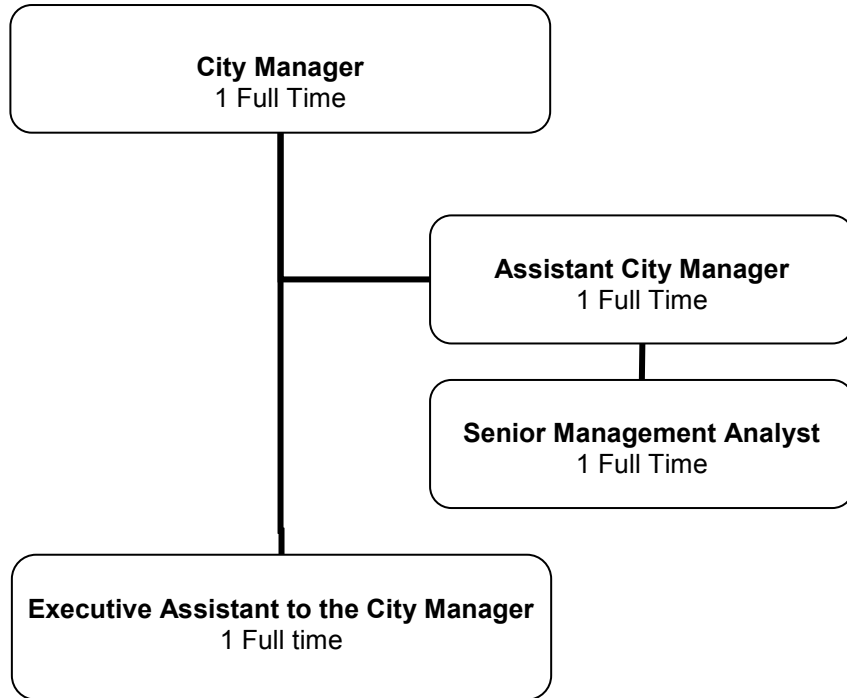 City Manager
1 Full Time
Assistant City Manager
1 Full Time
Senior Management Analyst
1 Full Time
Executive Assistant to the City Manager
1 Full time